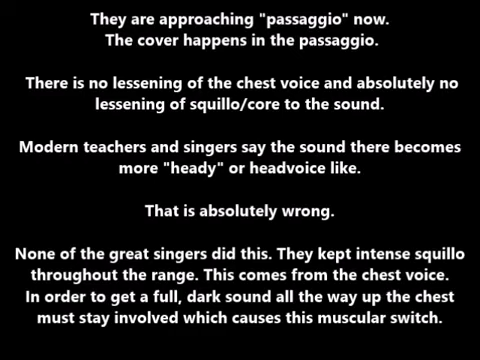 They are approaching "passaggio" now.
The cover happens in the passaggio.
There is no lessening of the chest voice and absolutely no
lessening of squillo/core to the sound.
Modern teachers and singers say the sound there becomes
more "heady" or headvoice like.
That is absolutely wrong.
None of the great singers did this. They kept intense squillo
throughout the range. This comes from the chest voice.
In order to get a full, dark sound all the way up the chest
must stay involved which causes this muscular switch.